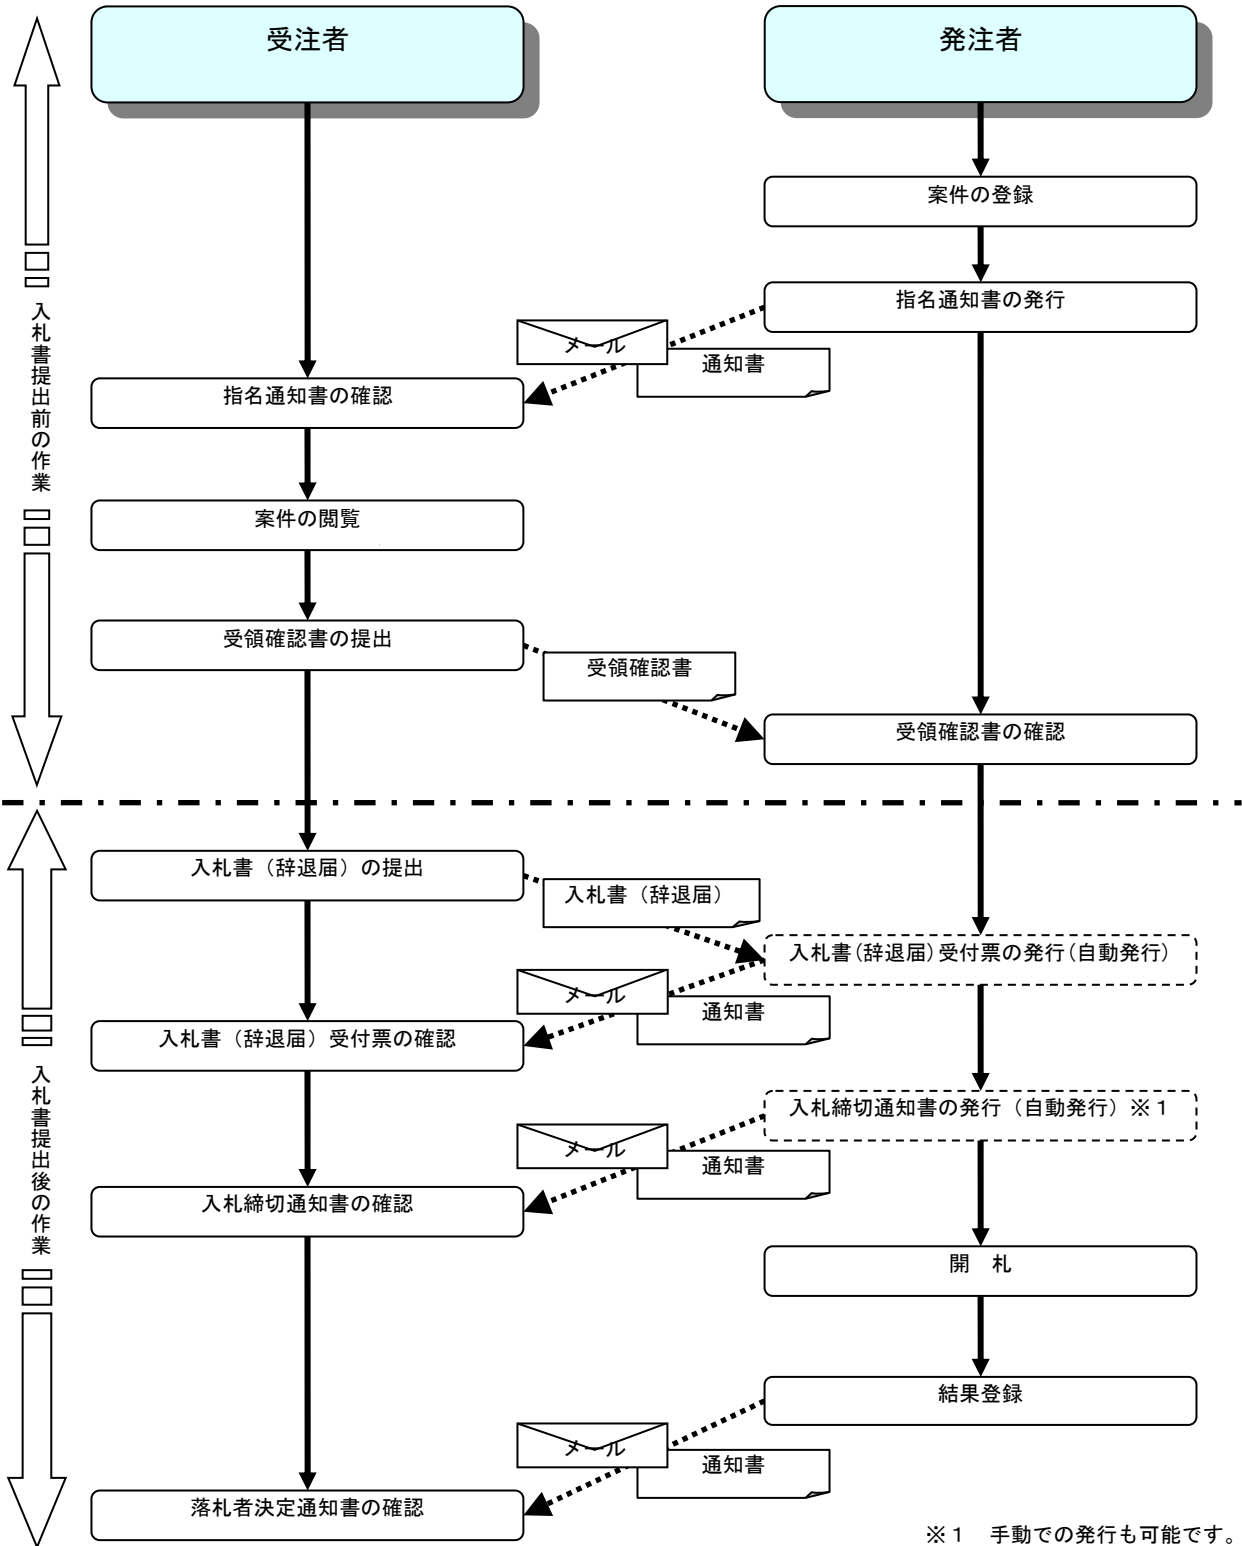 受注者
発注者
案件の登録
指名通知書の発行
メール
通知書
指名通知書の確認
入札書提出前の作業
案件の閲覧
受領確認書の提出
受領確認書
受領確認書の確認
入札書（辞退届）の提出
入札書（辞退届）
入札書(辞退届)受付票の発行(自動発行)
メール
通知書
入札書（辞退届）受付票の確認
入札書提出後の作業
入札締切通知書の発行（自動発行）※１
メール
通知書
入札締切通知書の確認
開　札
結果登録
メール
通知書
落札者決定通知書の確認
※１　手動での発行も可能です。